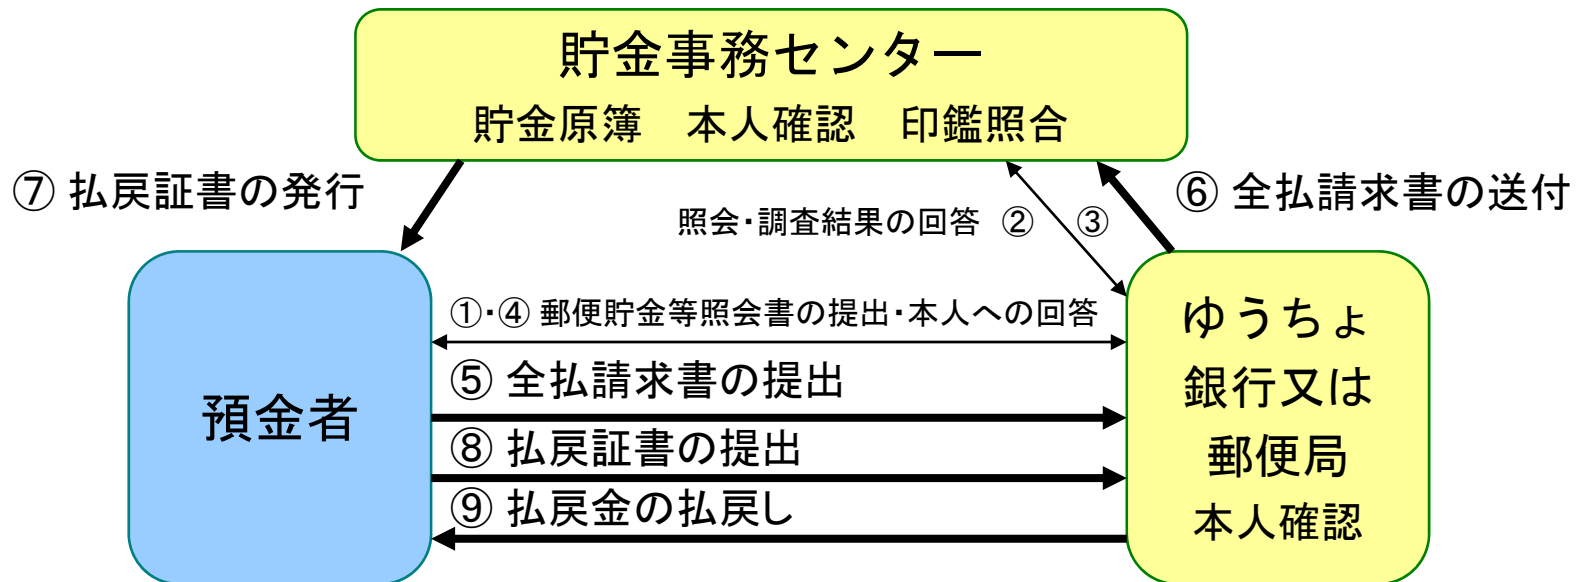 貯金事務センター
貯金原簿　本人確認　印鑑照合
⑦ 払戻証書の発行
⑥ 全払請求書の送付
照会・調査結果の回答 ② ③
①・④ 郵便貯金等照会書の提出・本人への回答
⑤ 全払請求書の提出
⑧ 払戻証書の提出
⑨ 払戻金の払戻し
預金者
ゆうちょ
銀行又は
郵便局
本人確認